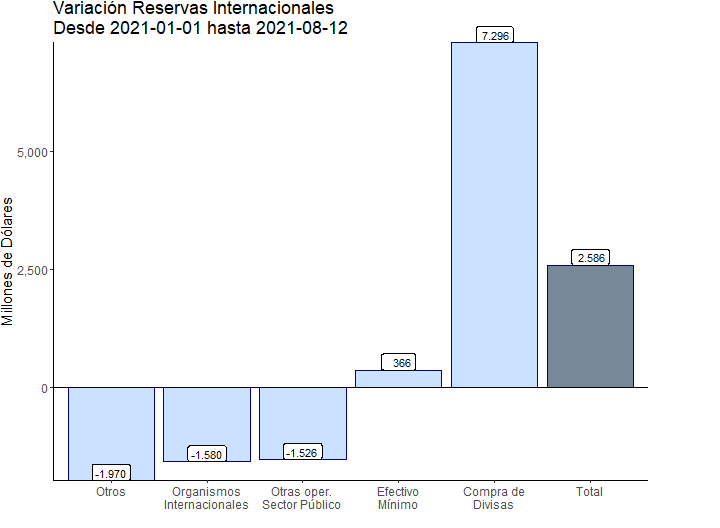 Variación Reservas Internacionales
Desde 2021-01-01 hasta 2021-08-12
Millones de Dólares
5,000
2,500
0
-1.970
-1.580
-1.526
366
7.296
2.586
Otros
Organismos
Internacionales
Otras oper.
Sector Público
Efectivo
Mínimo
Compra de
Divisas
Total